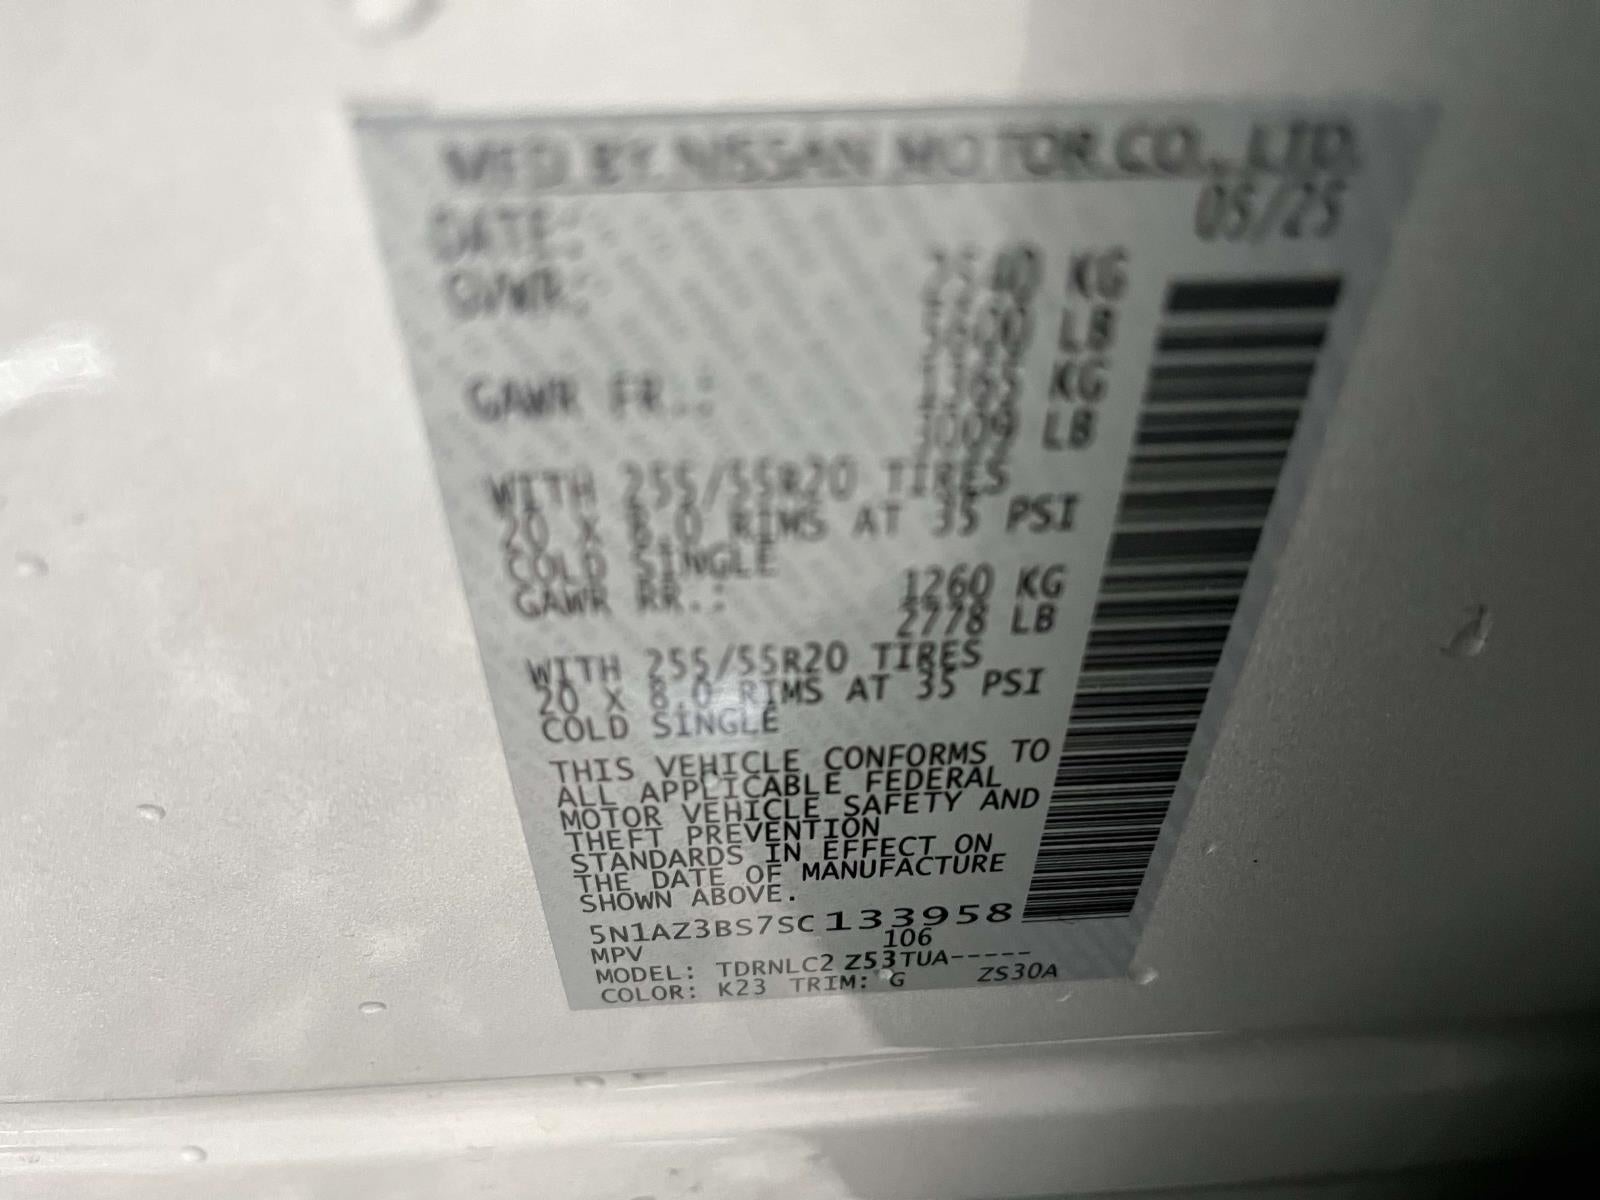 MFD BY NISSAN MOTOR CO., LTD.
DATE: 05/25
GVWR: 2540 KG
5600 LB
GAWR FR.: 1365 KG
3009 LB
WITH 255/55R20 TIRES
20 X 8.0 RIMS AT 35 PSI
COLD SINGLE
GAWR RR.: 1260 KG
2778 LB
WITH 255/55R20 TIRES
20 X 8.0 RIMS AT 35 PSI
COLD SINGLE
THIS VEHICLE CONFORMS TO
ALL APPLICABLE FEDERAL
MOTOR VEHICLE SAFETY AND
THEFT PREVENTION
STANDARDS IN EFFECT ON
THE DATE OF MANUFACTURE
SHOWN ABOVE.
5N1AZ3BS7SC133958
MPV 106
MODEL: TDRNLC2 Z53TUA-----
COLOR: K23 TRIM: G ZS30A